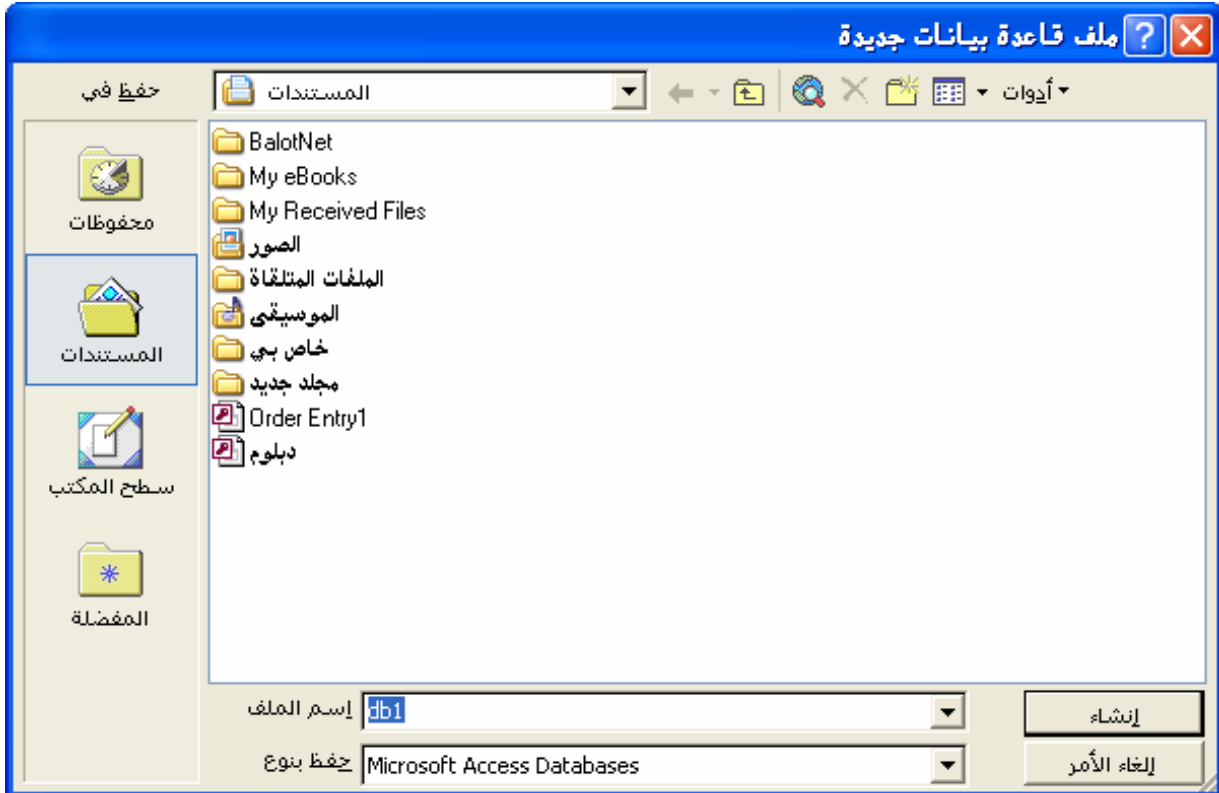 ملف قاعدة بيانات جديدة
حفظ في
المستندات
أدوات
محفوظات
المستندات
سطح المكتب
المفضلة
BalotNet
My eBooks
My Received Files
الصور
الملفات المتلقاة
الموسيقى
خاص بي
مجلد جديد
Order Entry1
دبلوم
إسم الملف db1
إنشاء
حفظ بنوع Microsoft Access Databases
إلغاء الأمر